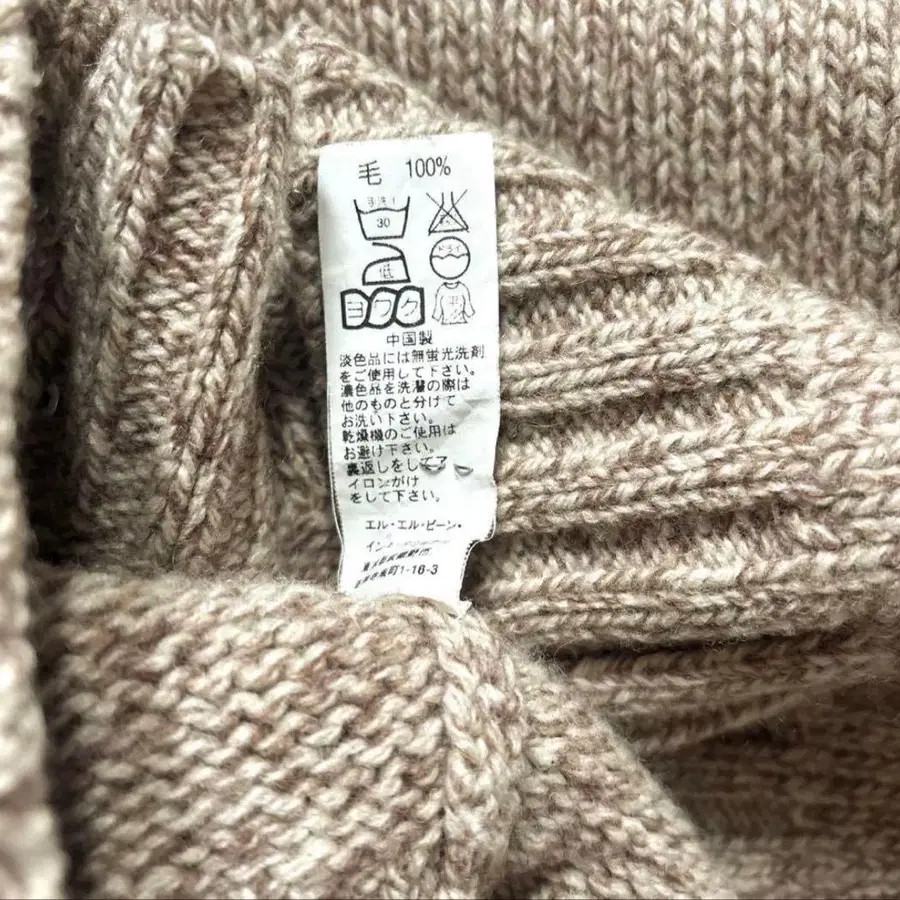 毛 100%
手洗イ
30
低
ドライ
平
ヨワク
中国製
淡色品には無蛍光洗剤
をご使用して下さい。
濃色品を洗濯の際は
他のものと分けて
お洗い下さい。
乾燥機のご使用は
お避け下さい。
裏返しをして
イロンがけ
をして下さい。
エル・エル・ビーン・
イン
町1-16-3